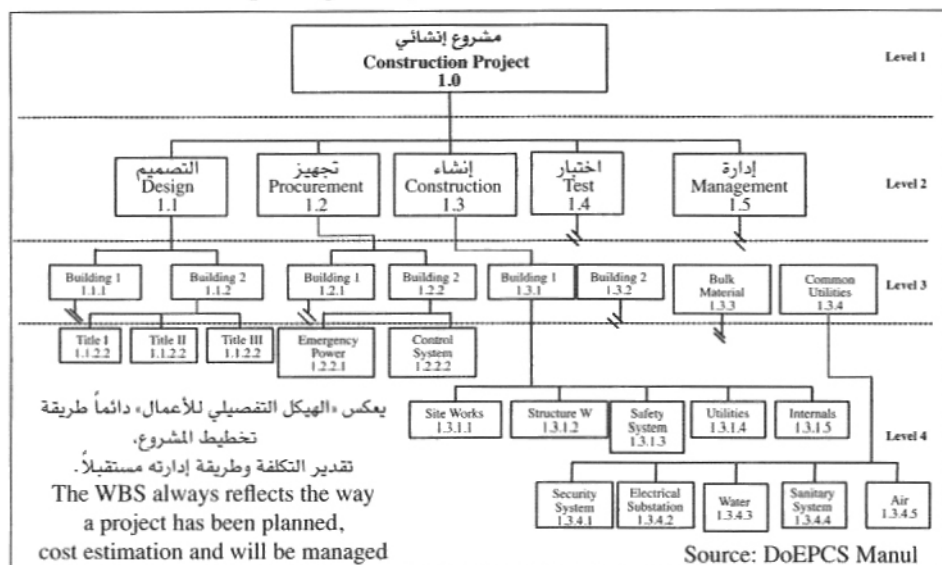 مشروع إنشائي
Construction Project
1.0
Level 1
التصميم
Design
1.1
تجهيز
Procurement
1.2
إنشاء
Construction
1.3
اختبار
Test
1.4
إدارة
Management
1.5
Level 2
Building 1
1.1.1
Building 2
1.1.2
Building 1
1.2.1
Building 2
1.2.2
Building 1
1.3.1
Building 2
1.3.2
Bulk
Material
1.3.3
Common
Utilities
1.3.4
Level 3
Title I
1.1.2.2
Title II
1.1.2.2
Title III
1.1.2.2
Emergency
Power
1.2.2.1
Control
System
1.2.2.2
Site Works
1.3.1.1
Structure W
1.3.1.2
Safety
System
1.3.1.3
Utilities
1.3.1.4
Internals
1.3.1.5
Level 4
Security
System
1.3.4.1
Electrical
Substation
1.3.4.2
Water
1.3.4.3
Sanitary
System
1.3.4.4
Air
1.3.4.5
يعكس «الهيكل التفصيلي للأعمال» دائماً طريقة
تخطيط المشروع،
تقدير التكلفة وطريقة إدارته مستقبلاً.
The WBS always reflects the way
a project has been planned,
cost estimation and will be managed
Source: DoEPCS Manul